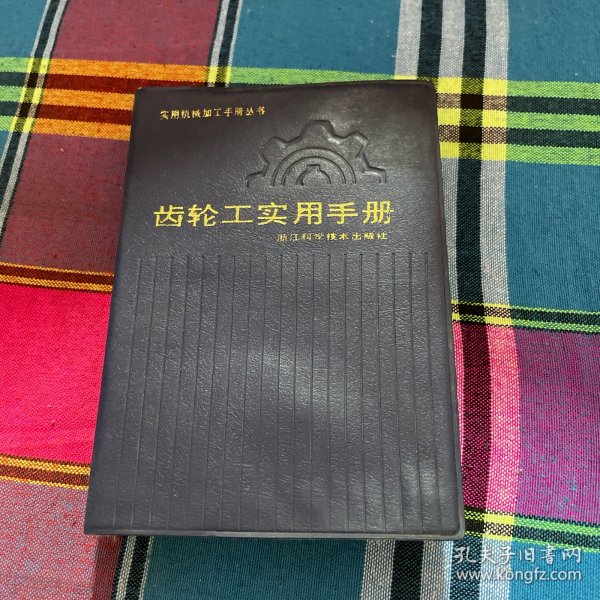 实用机械加工手册丛书
齿轮工实用手册
浙江科学技术出版社
孔夫子旧书网
www.kongfz.com